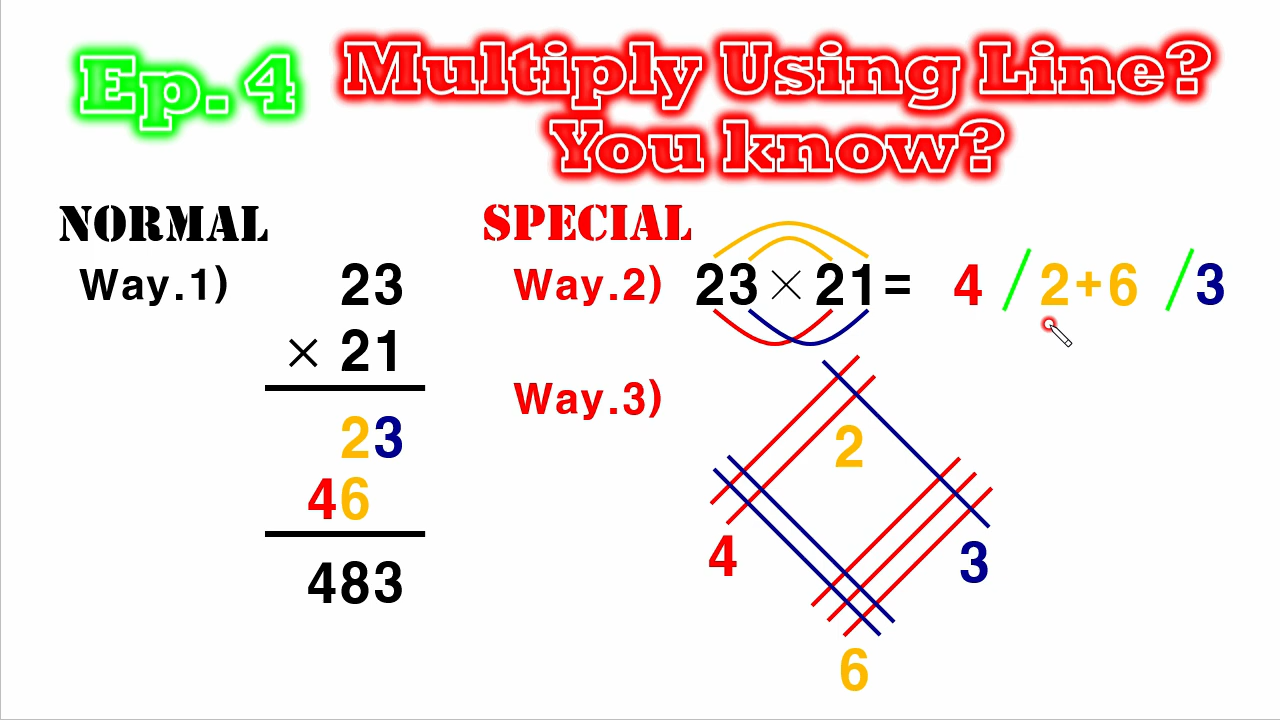 Ep. 4
Multiply Using Line?
You know?
NORMAL
Way.1)
23
× 21
23
46
483
SPECIAL
Way.2) 23 × 21 = 4 / 2+6 / 3
Way.3)
2
4
3
6